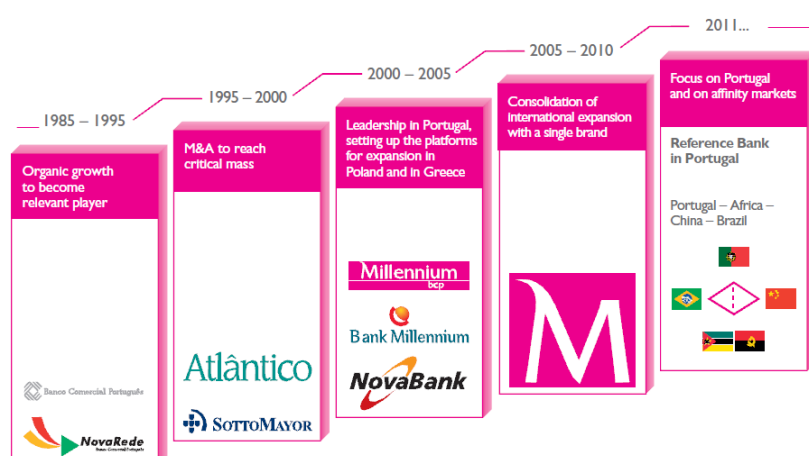 1985 – 1995
Organic growth
to become
relevant player
Banco Comercial Português
NovaRede
Banco Comercial Português
1995 – 2000
M&A to reach
critical mass
Atlântico
SOTTOMAYOR
2000 – 2005
Leadership in Portugal,
setting up the platforms
for expansion in
Poland and in Greece
Millennium
bcp
Bank Millennium
NovaBank
2005 – 2010
Consolidation of
international expansion
with a single brand
M
2011...
Focus on Portugal
and on affinity markets
Reference Bank
in Portugal
Portugal – Africa –
China – Brazil